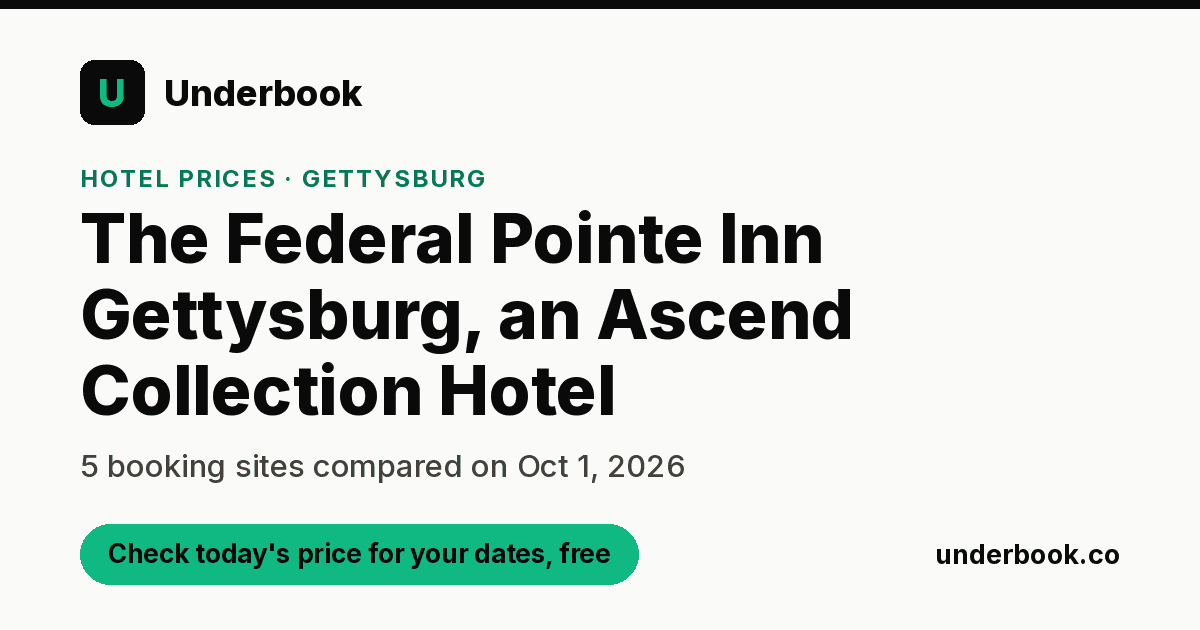 U
Underbook
HOTEL PRICES · GETTYSBURG
The Federal Pointe Inn
Gettysburg, an Ascend
Collection Hotel
5 booking sites compared on Oct 1, 2026
Check today's price for your dates, free
underbook.co